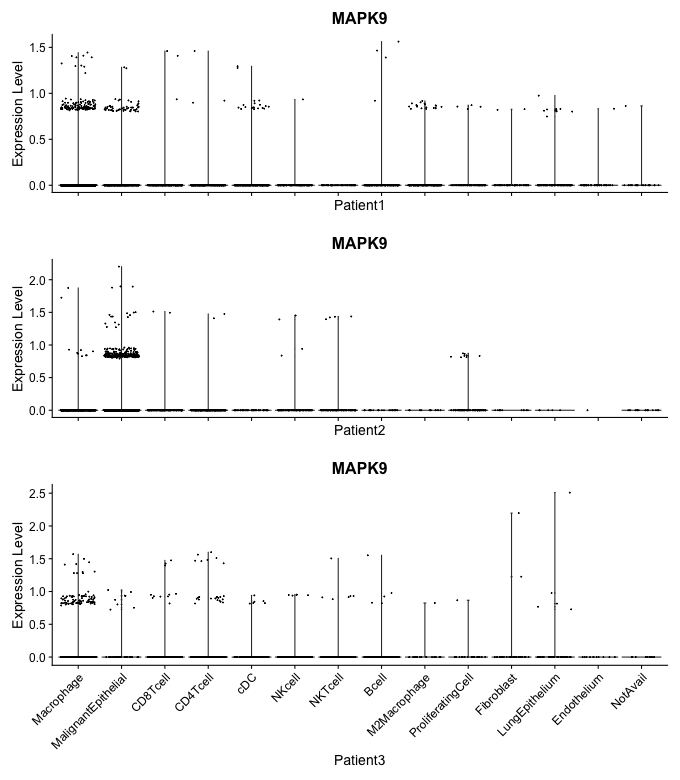 MAPK9
Expression Level
1.5
1.0
0.5
0.0
Patient1
MAPK9
Expression Level
2.0
1.5
1.0
0.5
0.0
Patient2
MAPK9
Expression Level
2.5
2.0
1.5
1.0
0.5
0.0
Macrophage
MalignantEpithelial
CD8Tcell
CD4Tcell
cDC
NKcell
NKTcell
Bcell
M2Macrophage
ProliferatingCell
Fibroblast
LungEpithelium
Endothelium
NotAvail
Patient3